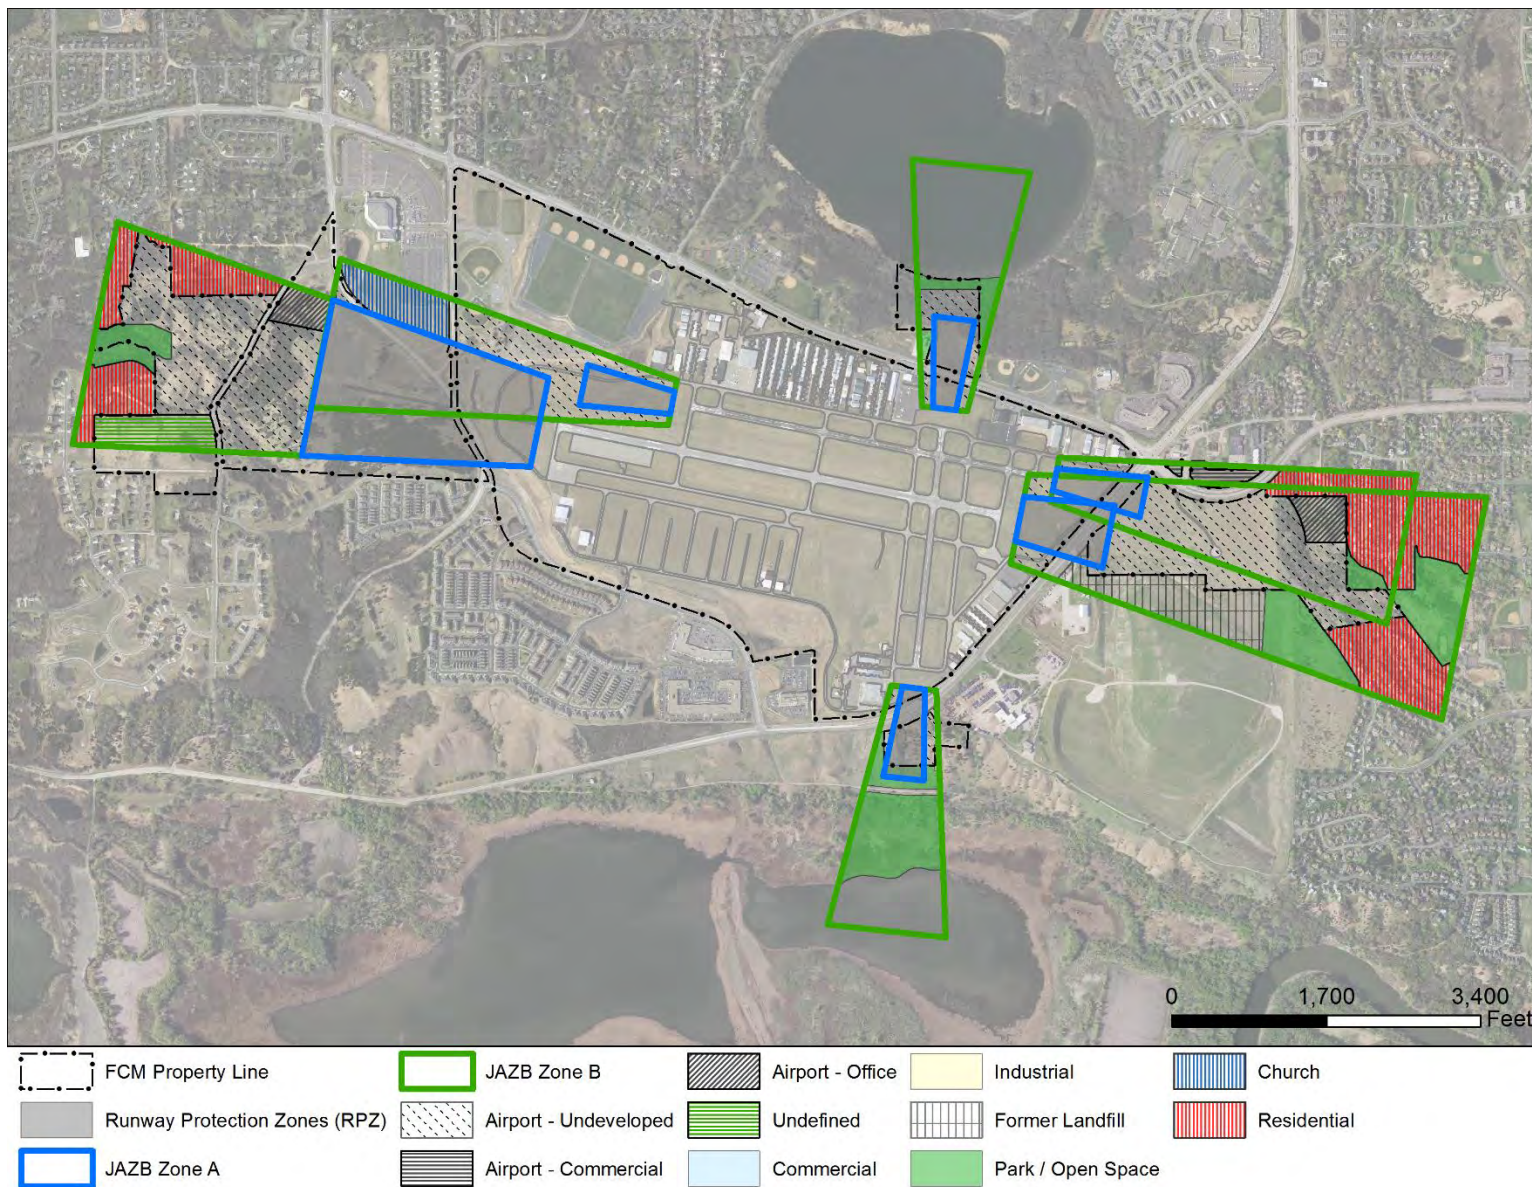 0 1,700 3,400
Feet
FCM Property Line
JAZB Zone B
Airport - Office
Industrial
Church
Runway Protection Zones (RPZ)
Airport - Undeveloped
Undefined
Former Landfill
Residential
JAZB Zone A
Airport - Commercial
Commercial
Park / Open Space